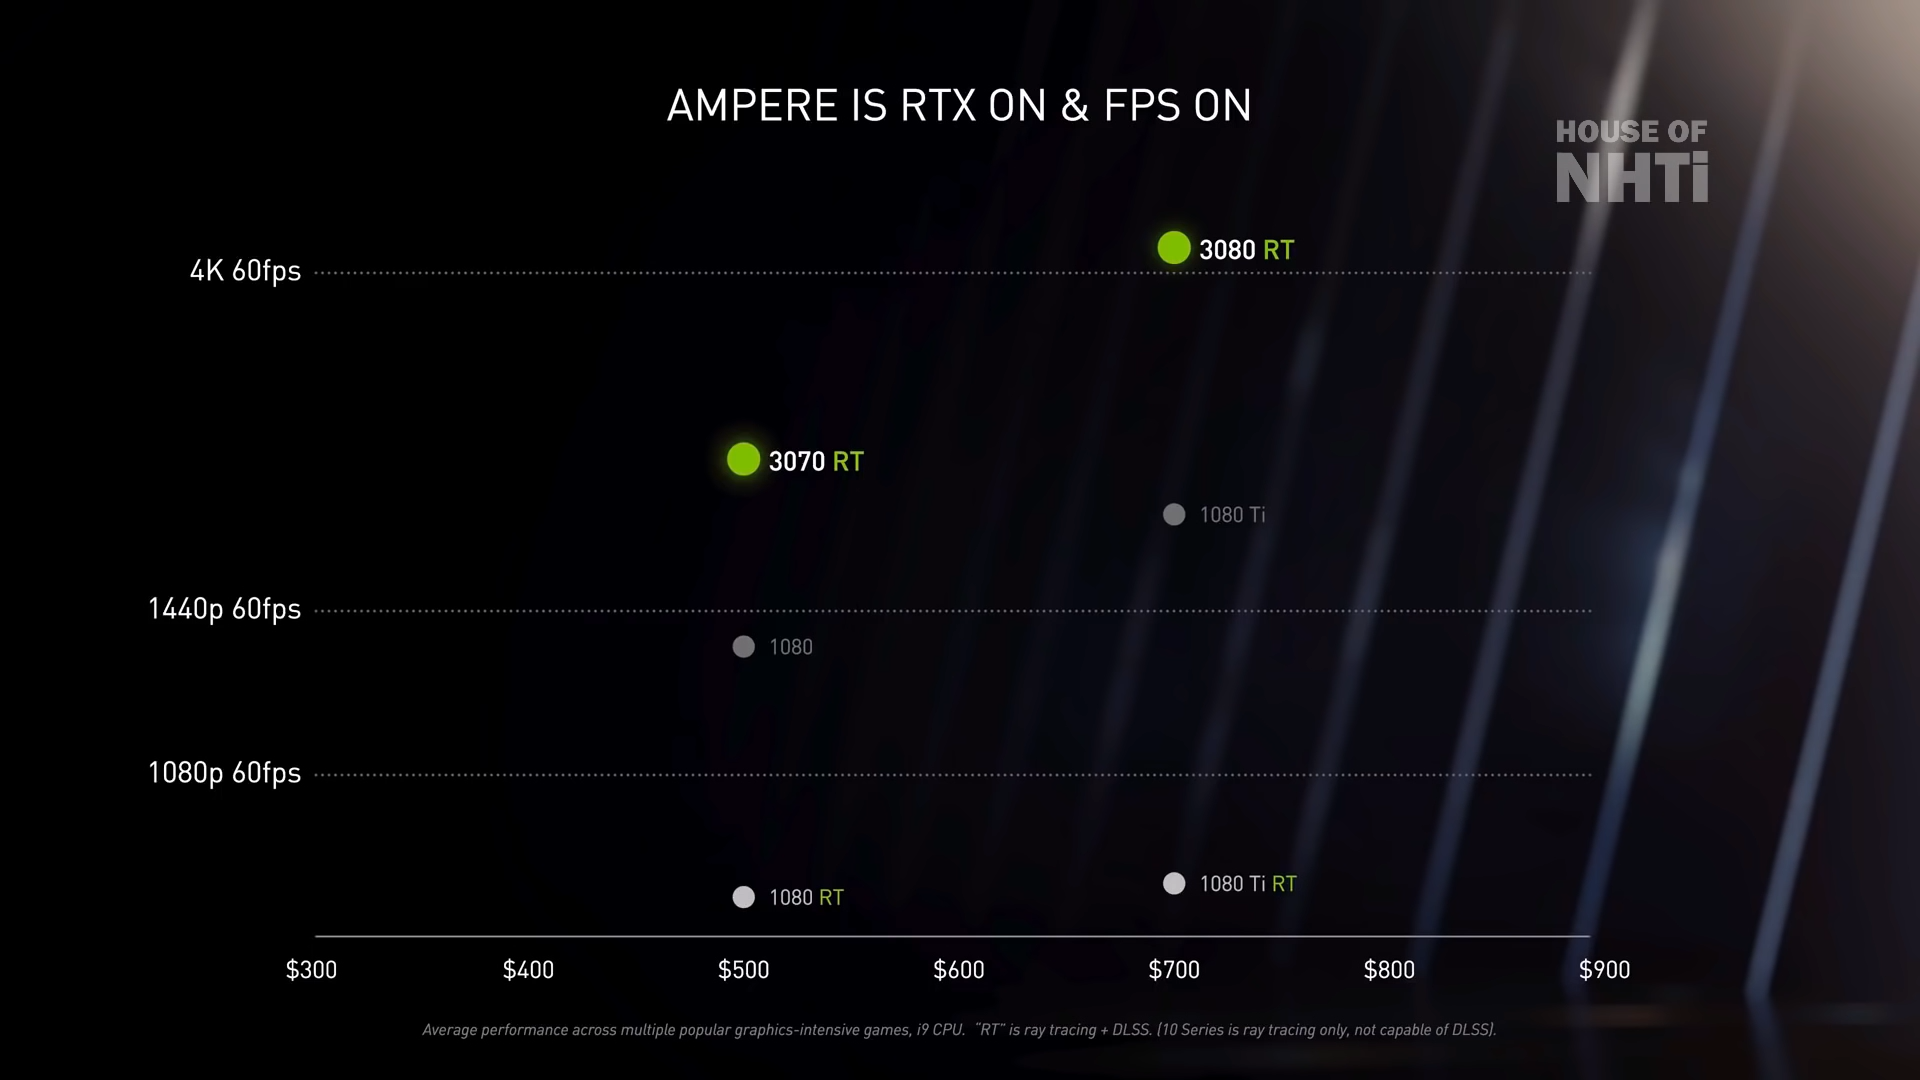 AMPERE IS RTX ON & FPS ON
HOUSE OF
NHTi
4K 60fps
3080 RT
3070 RT
1080 Ti
1440p 60fps
1080
1080p 60fps
1080 RT
1080 Ti RT
$300 $400 $500 $600 $700 $800 $900
Average performance across multiple popular graphics-intensive games, i9 CPU. "RT" is ray tracing + DLSS. (10 Series is ray tracing only, not capable of DLSS).